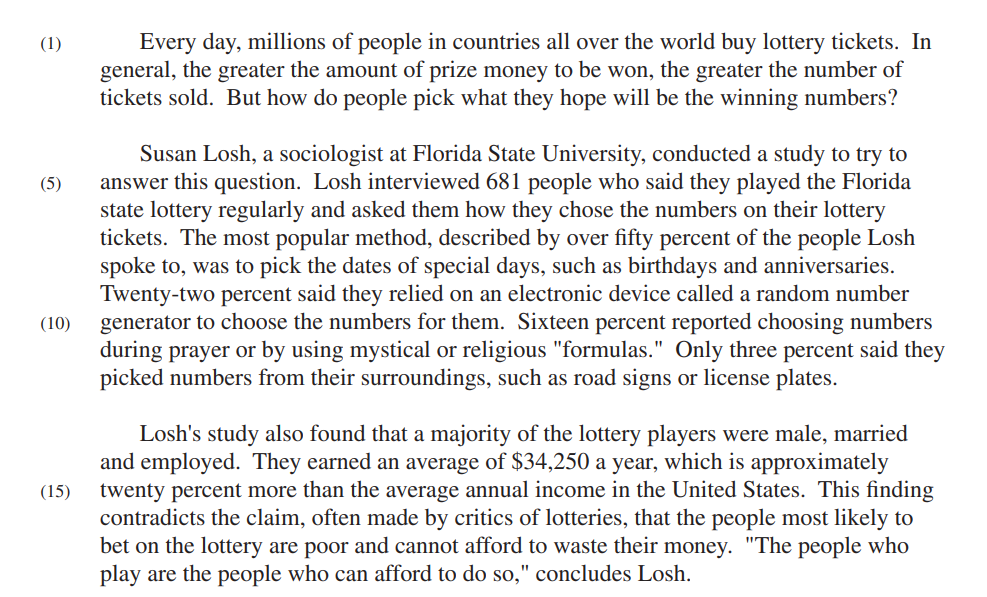 (1) Every day, millions of people in countries all over the world buy lottery tickets. In
general, the greater the amount of prize money to be won, the greater the number of
tickets sold. But how do people pick what they hope will be the winning numbers?
Susan Losh, a sociologist at Florida State University, conducted a study to try to
(5) answer this question. Losh interviewed 681 people who said they played the Florida
state lottery regularly and asked them how they chose the numbers on their lottery
tickets. The most popular method, described by over fifty percent of the people Losh
spoke to, was to pick the dates of special days, such as birthdays and anniversaries.
Twenty-two percent said they relied on an electronic device called a random number
(10) generator to choose the numbers for them. Sixteen percent reported choosing numbers
during prayer or by using mystical or religious "formulas." Only three percent said they
picked numbers from their surroundings, such as road signs or license plates.
Losh's study also found that a majority of the lottery players were male, married
and employed. They earned an average of $34,250 a year, which is approximately
(15) twenty percent more than the average annual income in the United States. This finding
contradicts the claim, often made by critics of lotteries, that the people most likely to
bet on the lottery are poor and cannot afford to waste their money. "The people who
play are the people who can afford to do so," concludes Losh.